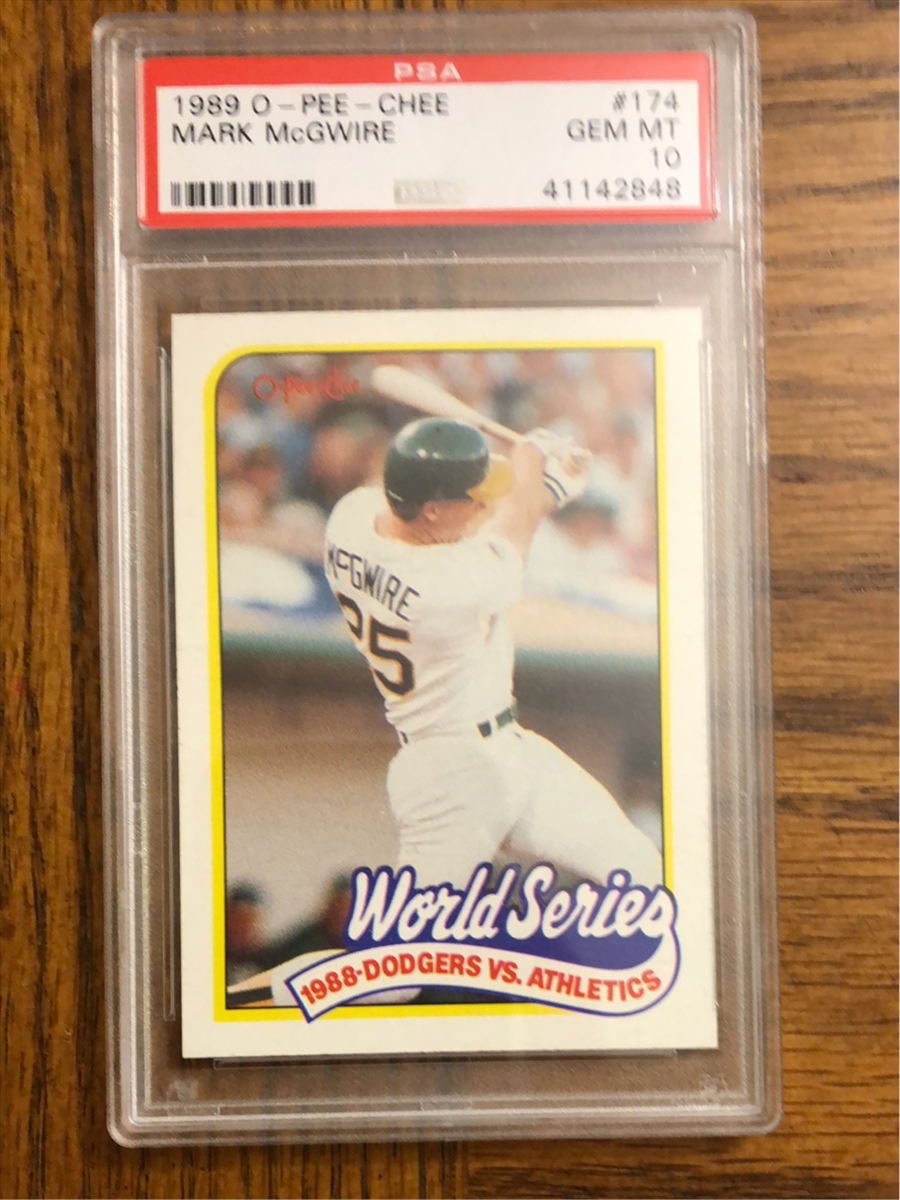 PSA
1989 O-PEE-CHEE #174
MARK McGWIRE GEM MT
10
41142848
O-Pee-Chee
McGWIRE
25
World Series
1988-DODGERS VS. ATHLETICS